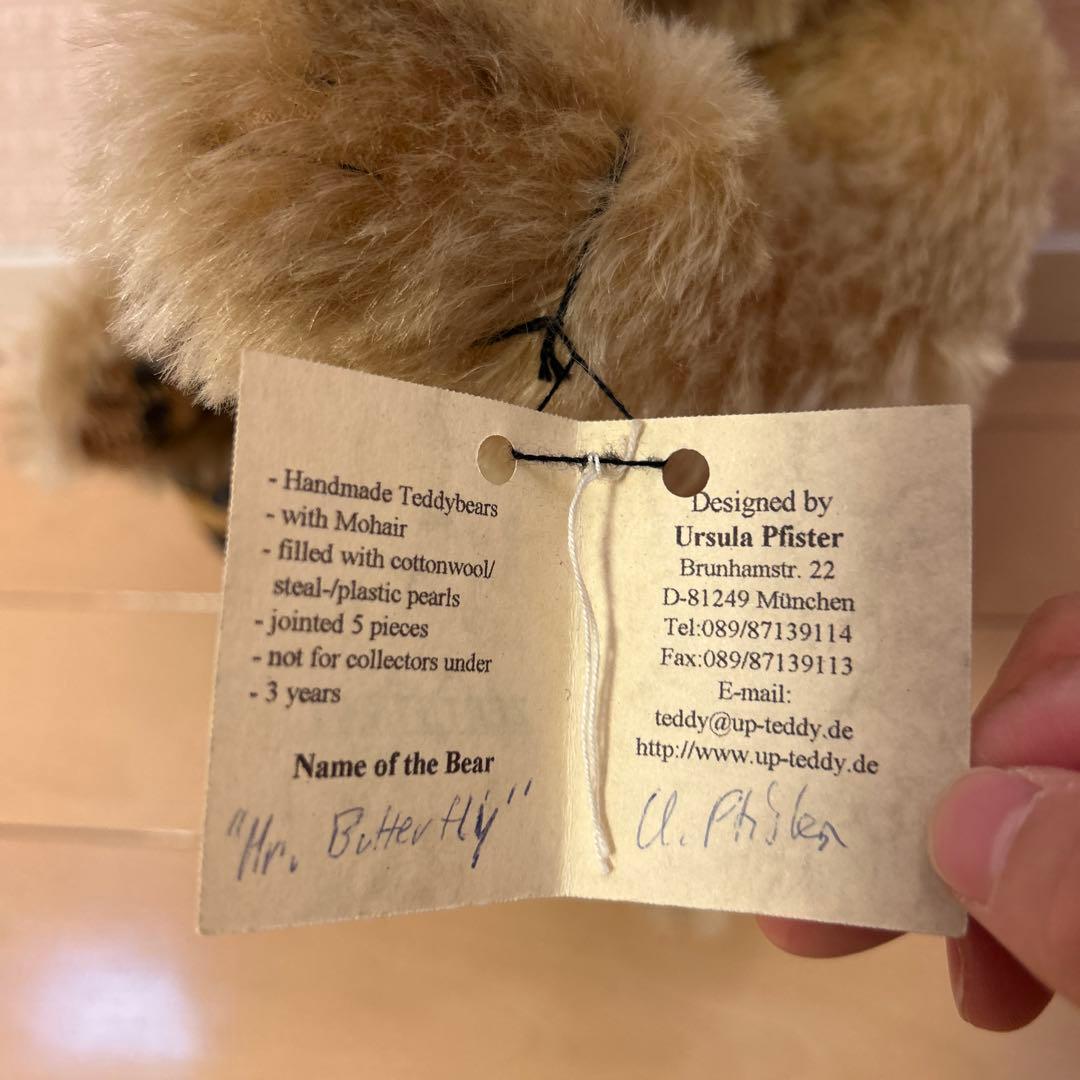 - Handmade Teddybears
- with Mohair
- filled with cottonwool/
steal-/plastic pearls
- jointed 5 pieces
- not for collectors under
- 3 years
Name of the Bear
"Mr. Butterfly"
Designed by
Ursula Pfister
Brunhamstr. 22
D-81249 München
Tel:089/87139114
Fax:089/87139113
E-mail:
teddy@up-teddy.de
http://www.up-teddy.de
U. Pfister